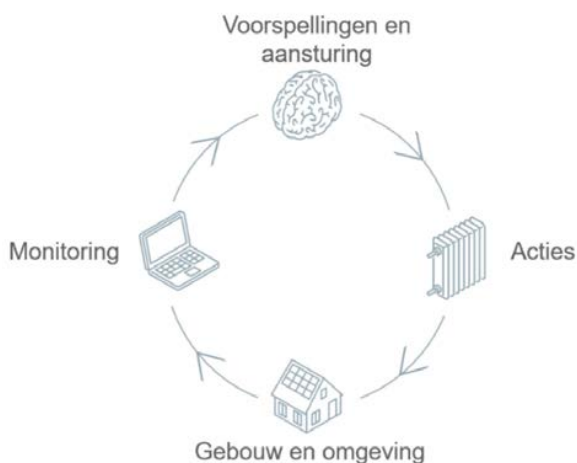 Voorspellingen en
aansturing
Monitoring
Acties
Gebouw en omgeving